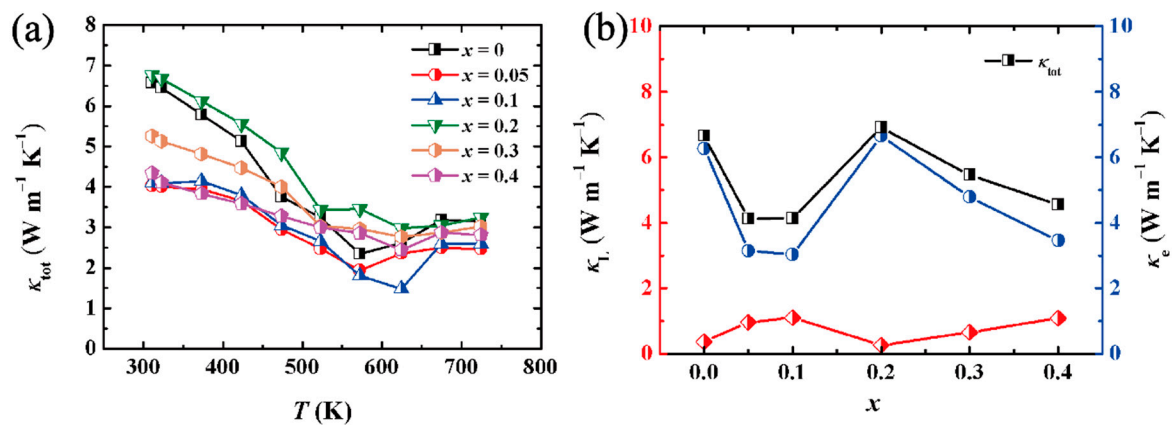 (a)
8
7
6
5
4
3
2
1
0
κtot (W m⁻¹ K⁻¹)
300 400 500 600 700 800
T (K)
x = 0
x = 0.05
x = 0.1
x = 0.2
x = 0.3
x = 0.4
(b)
10
8
6
4
2
0
κL (W m⁻¹ K⁻¹)
κtot
10
8
6
4
2
0
κe (W m⁻¹ K⁻¹)
0.0 0.1 0.2 0.3 0.4
x